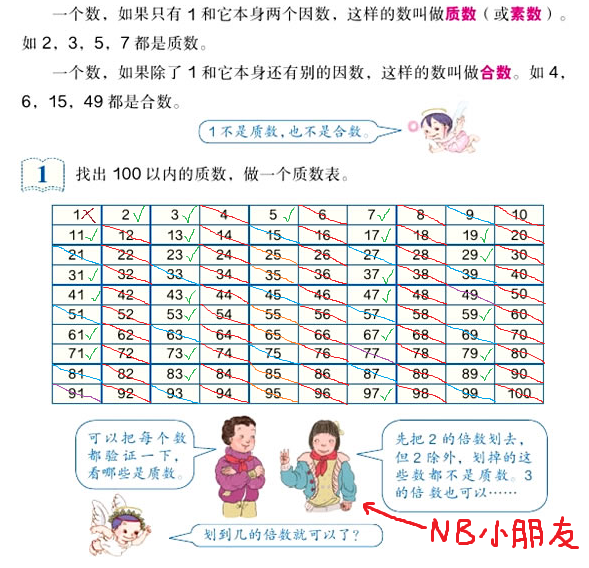 一个数，如果只有 1 和它本身两个因数，这样的数叫做质数（或素数）。
如 2，3，5，7 都是质数。
一个数，如果除了 1 和它本身还有别的因数，这样的数叫做合数。如 4，
6，15，49 都是合数。
1 不是质数，也不是合数。
1 找出 100 以内的质数，做一个质数表。
1 2 3 4 5 6 7 8 9 10
11 12 13 14 15 16 17 18 19 20
21 22 23 24 25 26 27 28 29 30
31 32 33 34 35 36 37 38 39 40
41 42 43 44 45 46 47 48 49 50
51 52 53 54 55 56 57 58 59 60
61 62 63 64 65 66 67 68 69 70
71 72 73 74 75 76 77 78 79 80
81 82 83 84 85 86 87 88 89 90
91 92 93 94 95 96 97 98 99 100
可以把每个数
都验证一下，
看哪些是质数。
先把 2 的倍数划去，
但 2 除外，划掉的这
些数都不是质数。3
的倍数也可以……
NB小朋友
划到几的倍数就可以了？